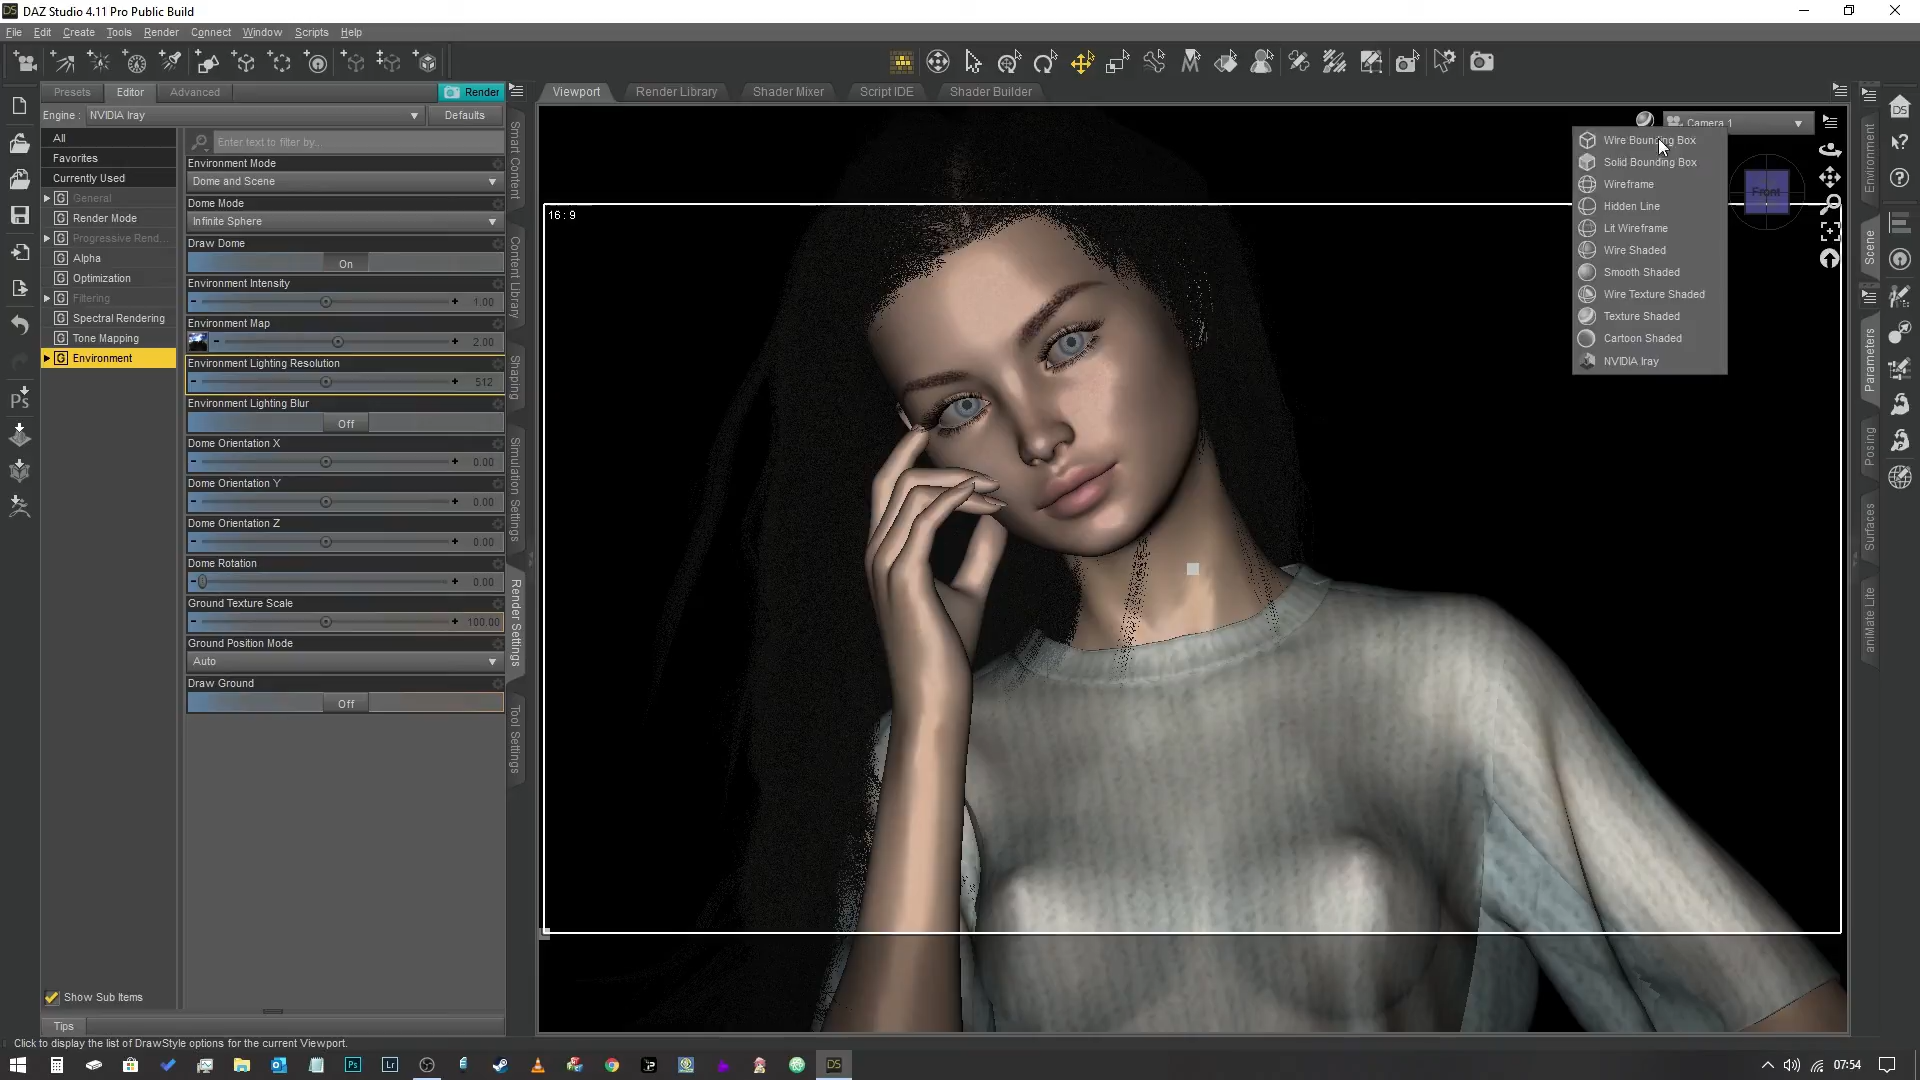 DAZ Studio 4.11 Pro Public Build
File Edit Create Tools Render Connect Window Scripts Help
Presets Editor Advanced Render
Engine : NVIDIA Iray Defaults
All
Favorites
Currently Used
General
Render Mode
Progressive Rend...
Alpha
Optimization
Filtering
Spectral Rendering
Tone Mapping
Environment
Show Sub Items
Enter text to filter by...
Environment Mode
Dome and Scene
Dome Mode
Infinite Sphere
Draw Dome
On
Environment Intensity
1.00
Environment Map
2.00
Environment Lighting Resolution
512
Environment Lighting Blur
Off
Dome Orientation X
0.00
Dome Orientation Y
0.00
Dome Orientation Z
0.00
Dome Rotation
0.00
Ground Texture Scale
100.00
Ground Position Mode
Auto
Draw Ground
Off
Tips
Click to display the list of DrawStyle options for the current Viewport.
Smart Content
Content Library
Shaping
Simulation Settings
Render Settings
Tool Settings
Viewport Render Library Shader Mixer Script IDE Shader Builder
16 : 9
Camera 1
Wire Bounding Box
Solid Bounding Box
Wireframe
Hidden Line
Lit Wireframe
Wire Shaded
Smooth Shaded
Wire Texture Shaded
Texture Shaded
Cartoon Shaded
NVIDIA Iray
Front
Environment
Scene
Parameters
Posing
Surfaces
aniMate Lite
07:54